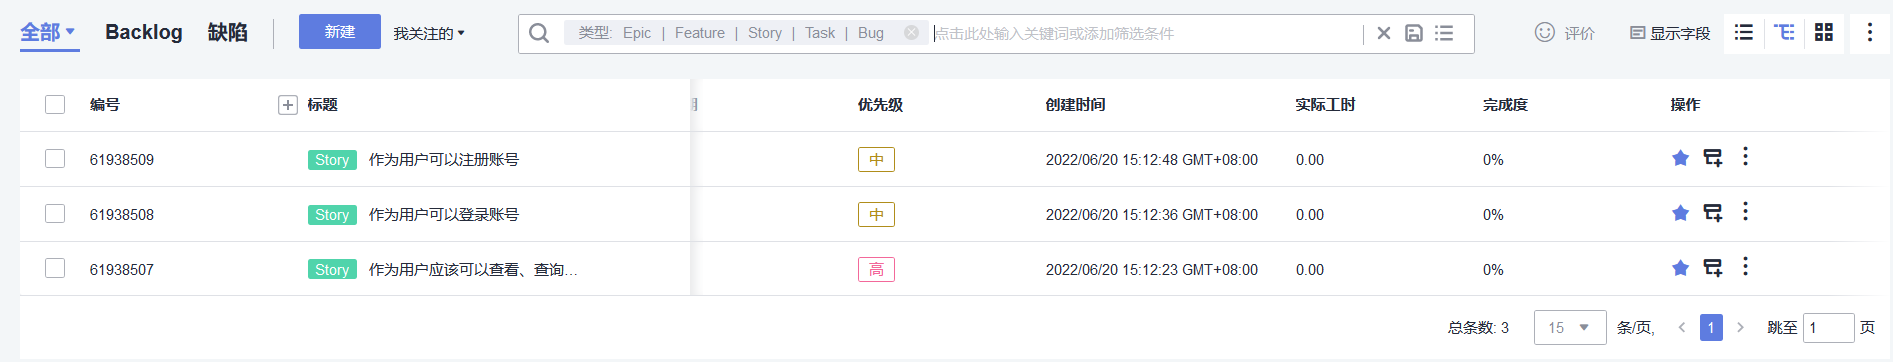 全部 Backlog 缺陷 新建 我关注的 类型: Epic | Feature | Story | Task | Bug 点击此处输入关键词或添加筛选条件 评价 显示字段
编号 标题 优先级 创建时间 实际工时 完成度 操作
61938509 Story 作为用户可以注册账号 中 2022/06/20 15:12:48 GMT+08:00 0.00 0%
61938508 Story 作为用户可以登录账号 中 2022/06/20 15:12:36 GMT+08:00 0.00 0%
61938507 Story 作为用户应该可以查看、查询... 高 2022/06/20 15:12:23 GMT+08:00 0.00 0%
总条数: 3 15 条/页, 1 跳至 1 页